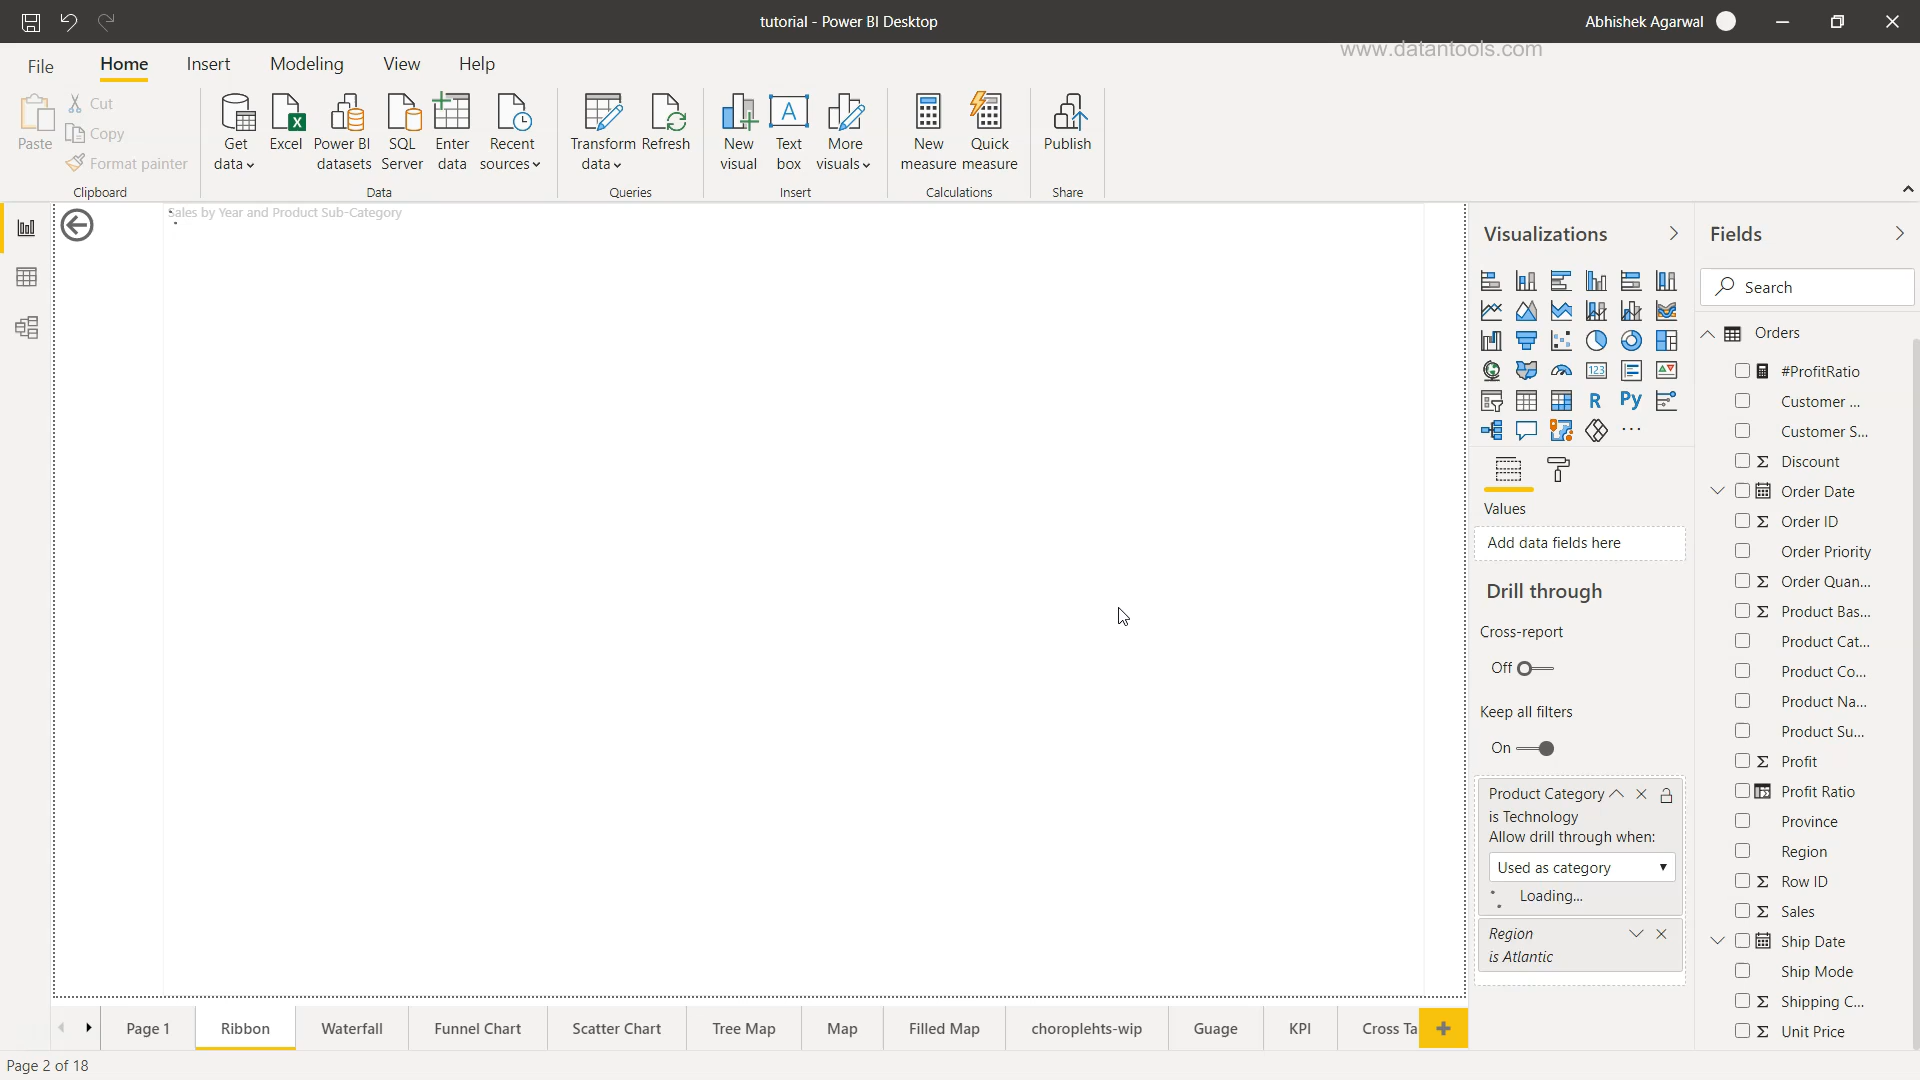 tutorial - Power BI Desktop
Abhishek Agarwal
www.datantools.com
File
Home
Insert
Modeling
View
Help
Paste
Cut
Copy
Format painter
Clipboard
Get data
Excel
Power BI datasets
SQL Server
Enter data
Recent sources
Data
Transform data
Refresh
Queries
New visual
Text box
More visuals
Insert
New measure
Quick measure
Calculations
Publish
Share
Sales by Year and Product Sub-Category
Visualizations
123
R
Py
...
Values
Add data fields here
Drill through
Cross-report
Off
Keep all filters
On
Product Category
is Technology
Allow drill through when:
Used as category
Loading...
Region
is Atlantic
Fields
Search
Orders
#ProfitRatio
Customer ...
Customer S...
Discount
Order Date
Order ID
Order Priority
Order Quan...
Product Bas...
Product Cat...
Product Co...
Product Na...
Product Su...
Profit
Profit Ratio
Province
Region
Row ID
Sales
Ship Date
Ship Mode
Shipping C...
Unit Price
Page 1
Ribbon
Waterfall
Funnel Chart
Scatter Chart
Tree Map
Map
Filled Map
choroplehts-wip
Guage
KPI
Cross Ta
Page 2 of 18